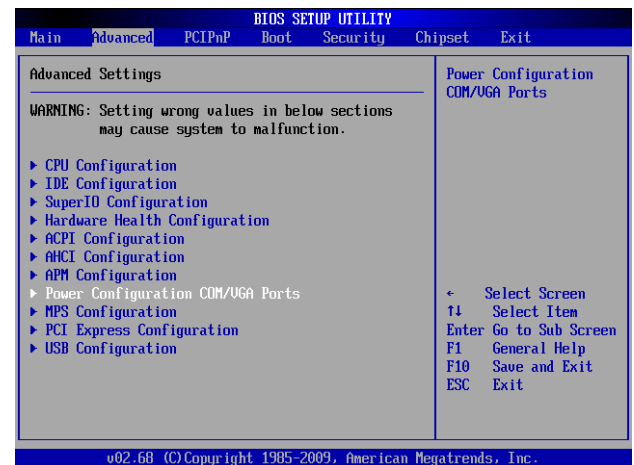 BIOS SETUP UTILITY
Main Advanced PCIPnP Boot Security Chipset Exit
Advanced Settings
WARNING: Setting wrong values in below sections
may cause system to malfunction.
▶ CPU Configuration
▶ IDE Configuration
▶ SuperIO Configuration
▶ Hardware Health Configuration
▶ ACPI Configuration
▶ AHCI Configuration
▶ APM Configuration
▶ Power Configuration COM/VGA Ports
▶ MPS Configuration
▶ PCI Express Configuration
▶ USB Configuration
Power Configuration
COM/VGA Ports
← Select Screen
↑↓ Select Item
Enter Go to Sub Screen
F1 General Help
F10 Save and Exit
ESC Exit
v02.68 (C)Copyright 1985-2009, American Megatrends, Inc.